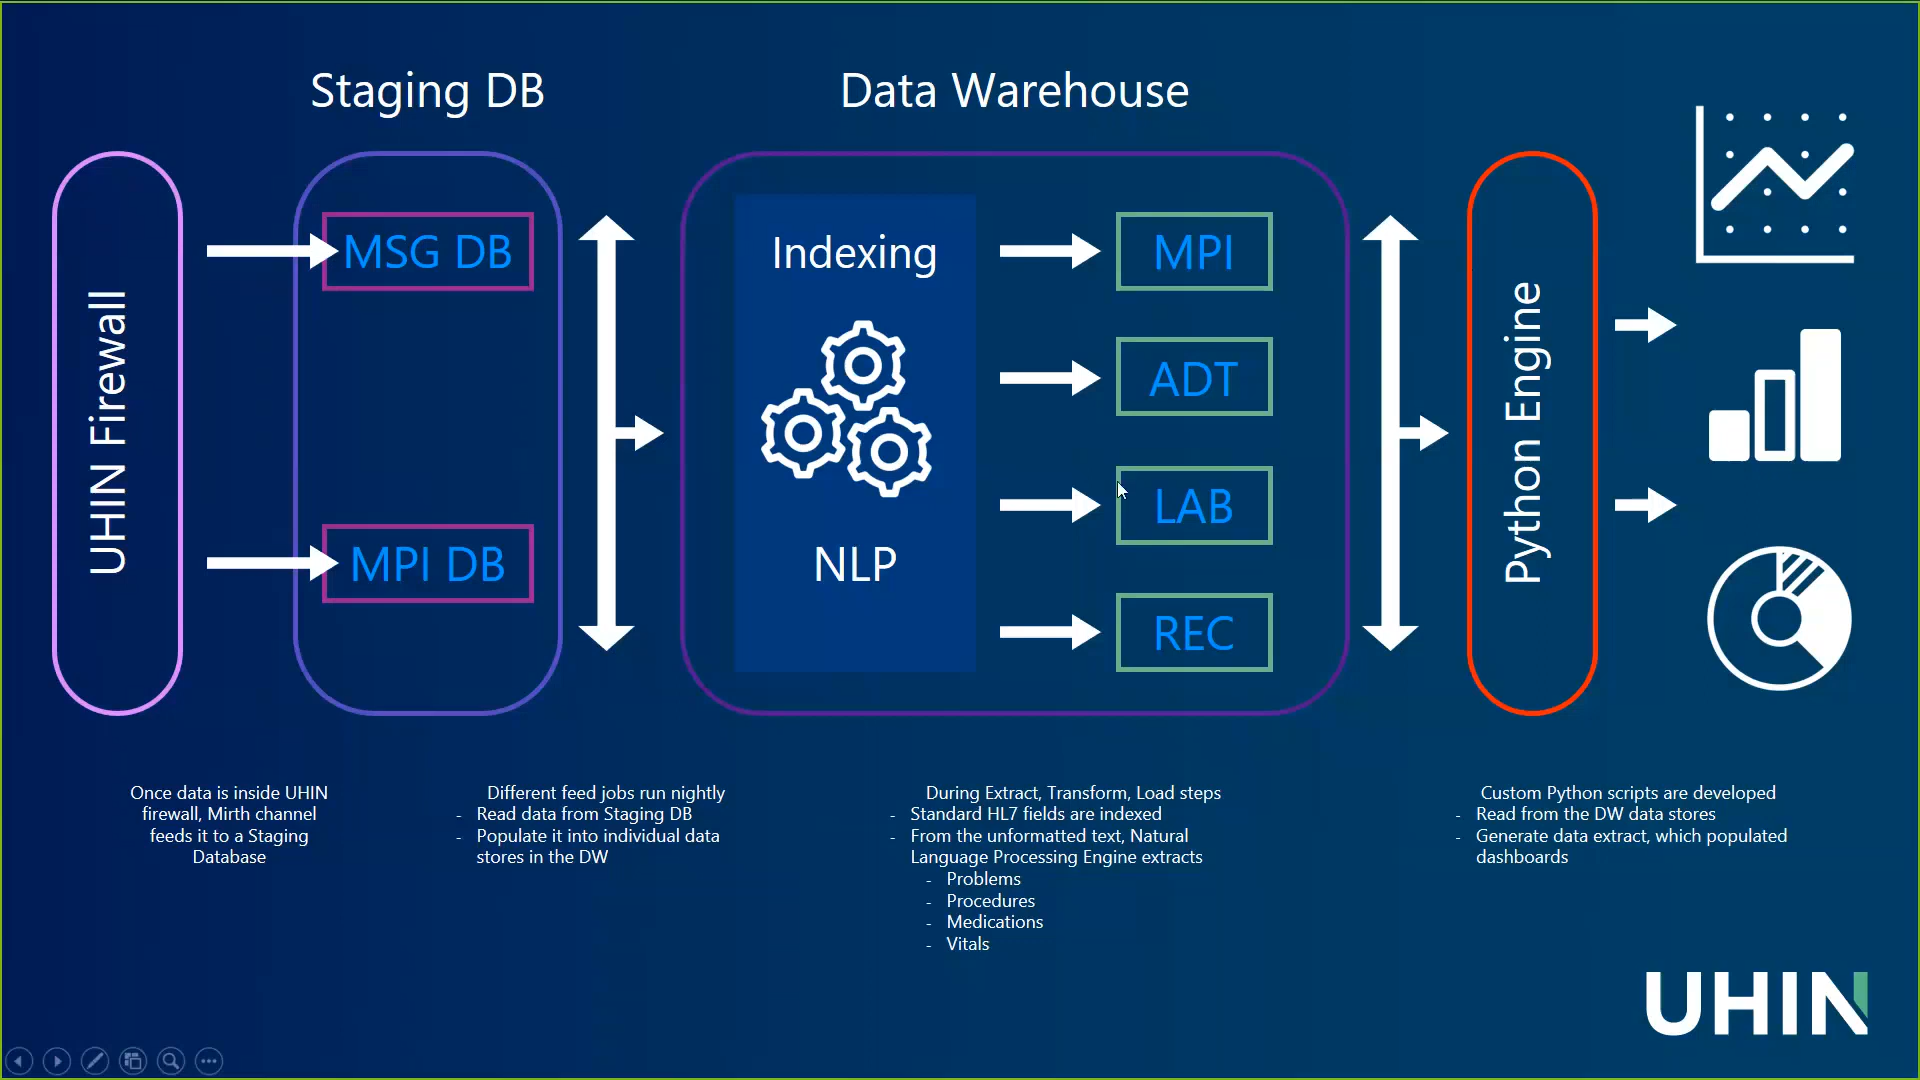 Staging DB
Data Warehouse
UHIN Firewall
MSG DB
MPI DB
Indexing
NLP
MPI
ADT
LAB
REC
Python Engine
Once data is inside UHIN
firewall, Mirth channel
feeds it to a Staging
Database
Different feed jobs run nightly
- Read data from Staging DB
- Populate it into individual data
stores in the DW
During Extract, Transform, Load steps
- Standard HL7 fields are indexed
- From the unformatted text, Natural
Language Processing Engine extracts
- Problems
- Procedures
- Medications
- Vitals
Custom Python scripts are developed
- Read from the DW data stores
- Generate data extract, which populated
dashboards
UHIN